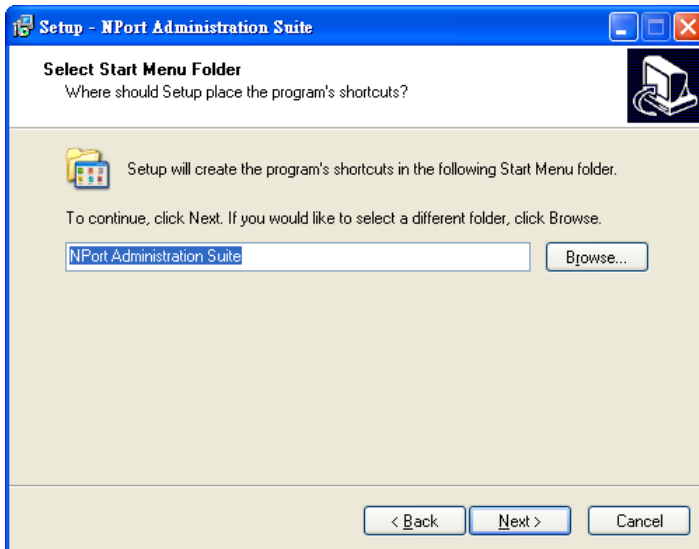 Setup - NPort Administration Suite
Select Start Menu Folder
Where should Setup place the program's shortcuts?
Setup will create the program's shortcuts in the following Start Menu folder.
To continue, click Next. If you would like to select a different folder, click Browse.
NPort Administration Suite
Browse...
< Back
Next >
Cancel